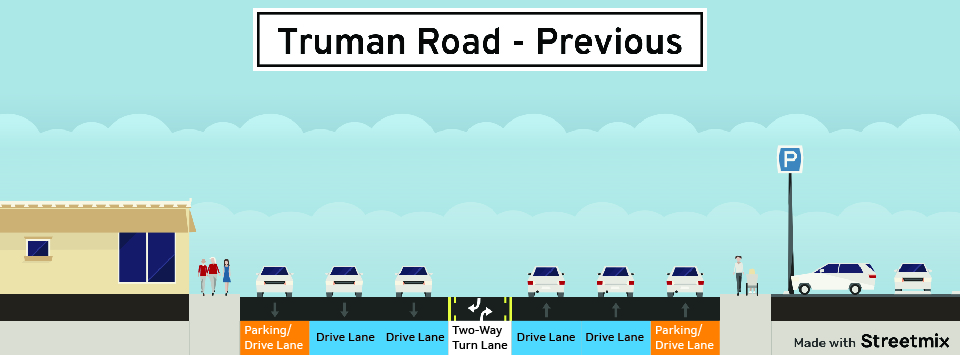 Truman Road - Previous
P
Parking/
Drive Lane
Drive Lane
Drive Lane
Two-Way
Turn Lane
Drive Lane
Drive Lane
Parking/
Drive Lane
Made with Streetmix